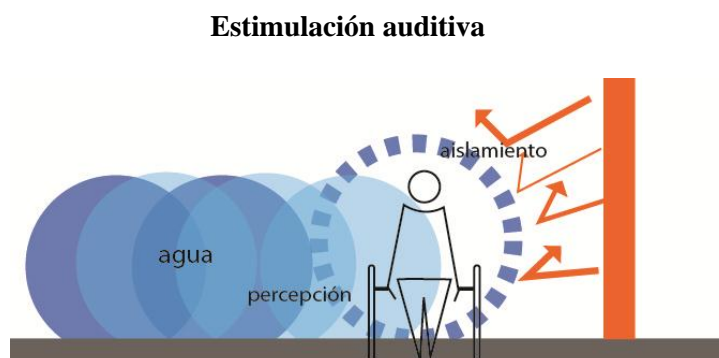 Estimulación auditiva
aislamiento
agua
percepción